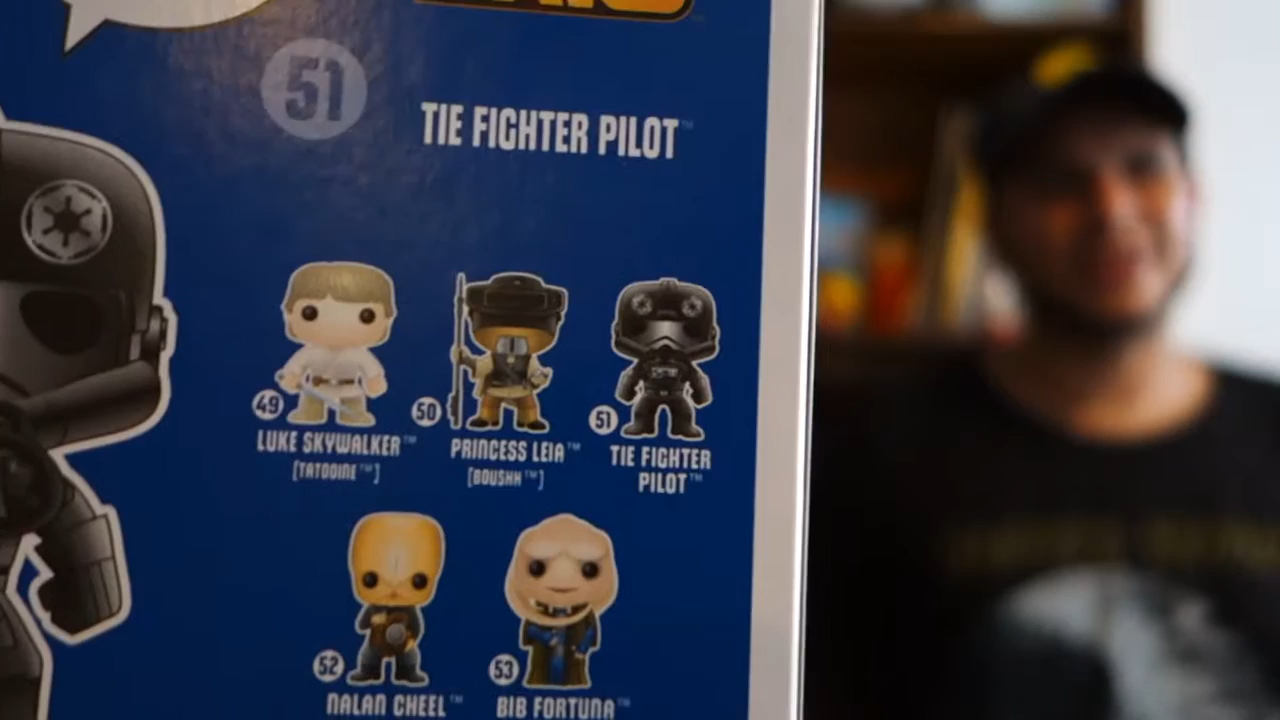 51
TIE FIGHTER PILOT™
49
LUKE SKYWALKER™
[TATOOINE™]
50
PRINCESS LEIA™
[BOUSHH™]
51
TIE FIGHTER
PILOT™
52
NALAN CHEEL™
53
BIB FORTUNA™